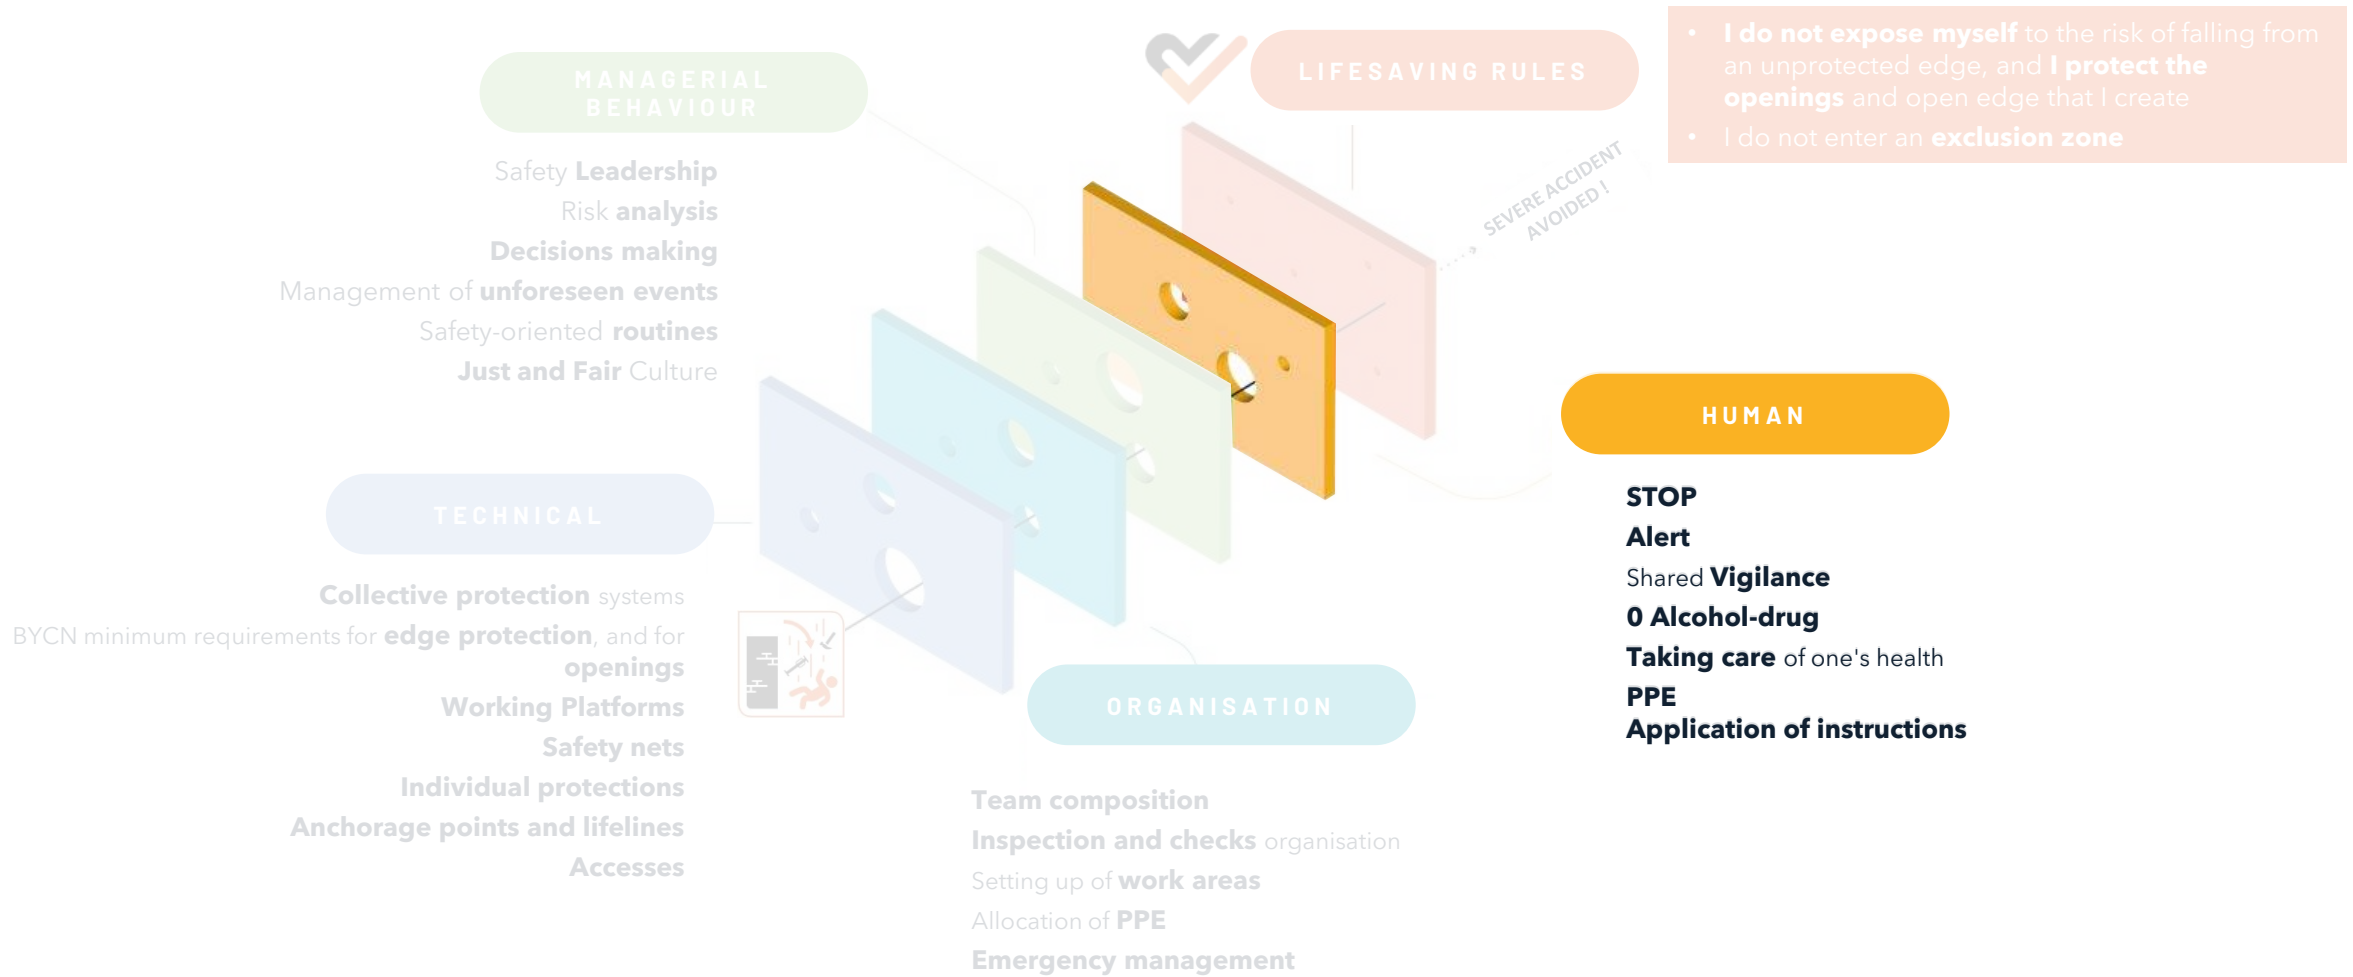 MANAGERIAL
BEHAVIOUR
Safety Leadership
Risk analysis
Decisions making
Management of unforeseen events
Safety-oriented routines
Just and Fair Culture
LIFESAVING RULES
• I do not expose myself to the risk of falling from
an unprotected edge, and I protect the
openings and open edge that I create
• I do not enter an exclusion zone
SEVERE ACCIDENT
AVOIDED !
HUMAN
STOP
Alert
Shared Vigilance
0 Alcohol-drug
Taking care of one's health
PPE
Application of instructions
TECHNICAL
Collective protection systems
BYCN minimum requirements for edge protection, and for
openings
Working Platforms
Safety nets
Individual protections
Anchorage points and lifelines
Accesses
ORGANISATION
Team composition
Inspection and checks organisation
Setting up of work areas
Allocation of PPE
Emergency management